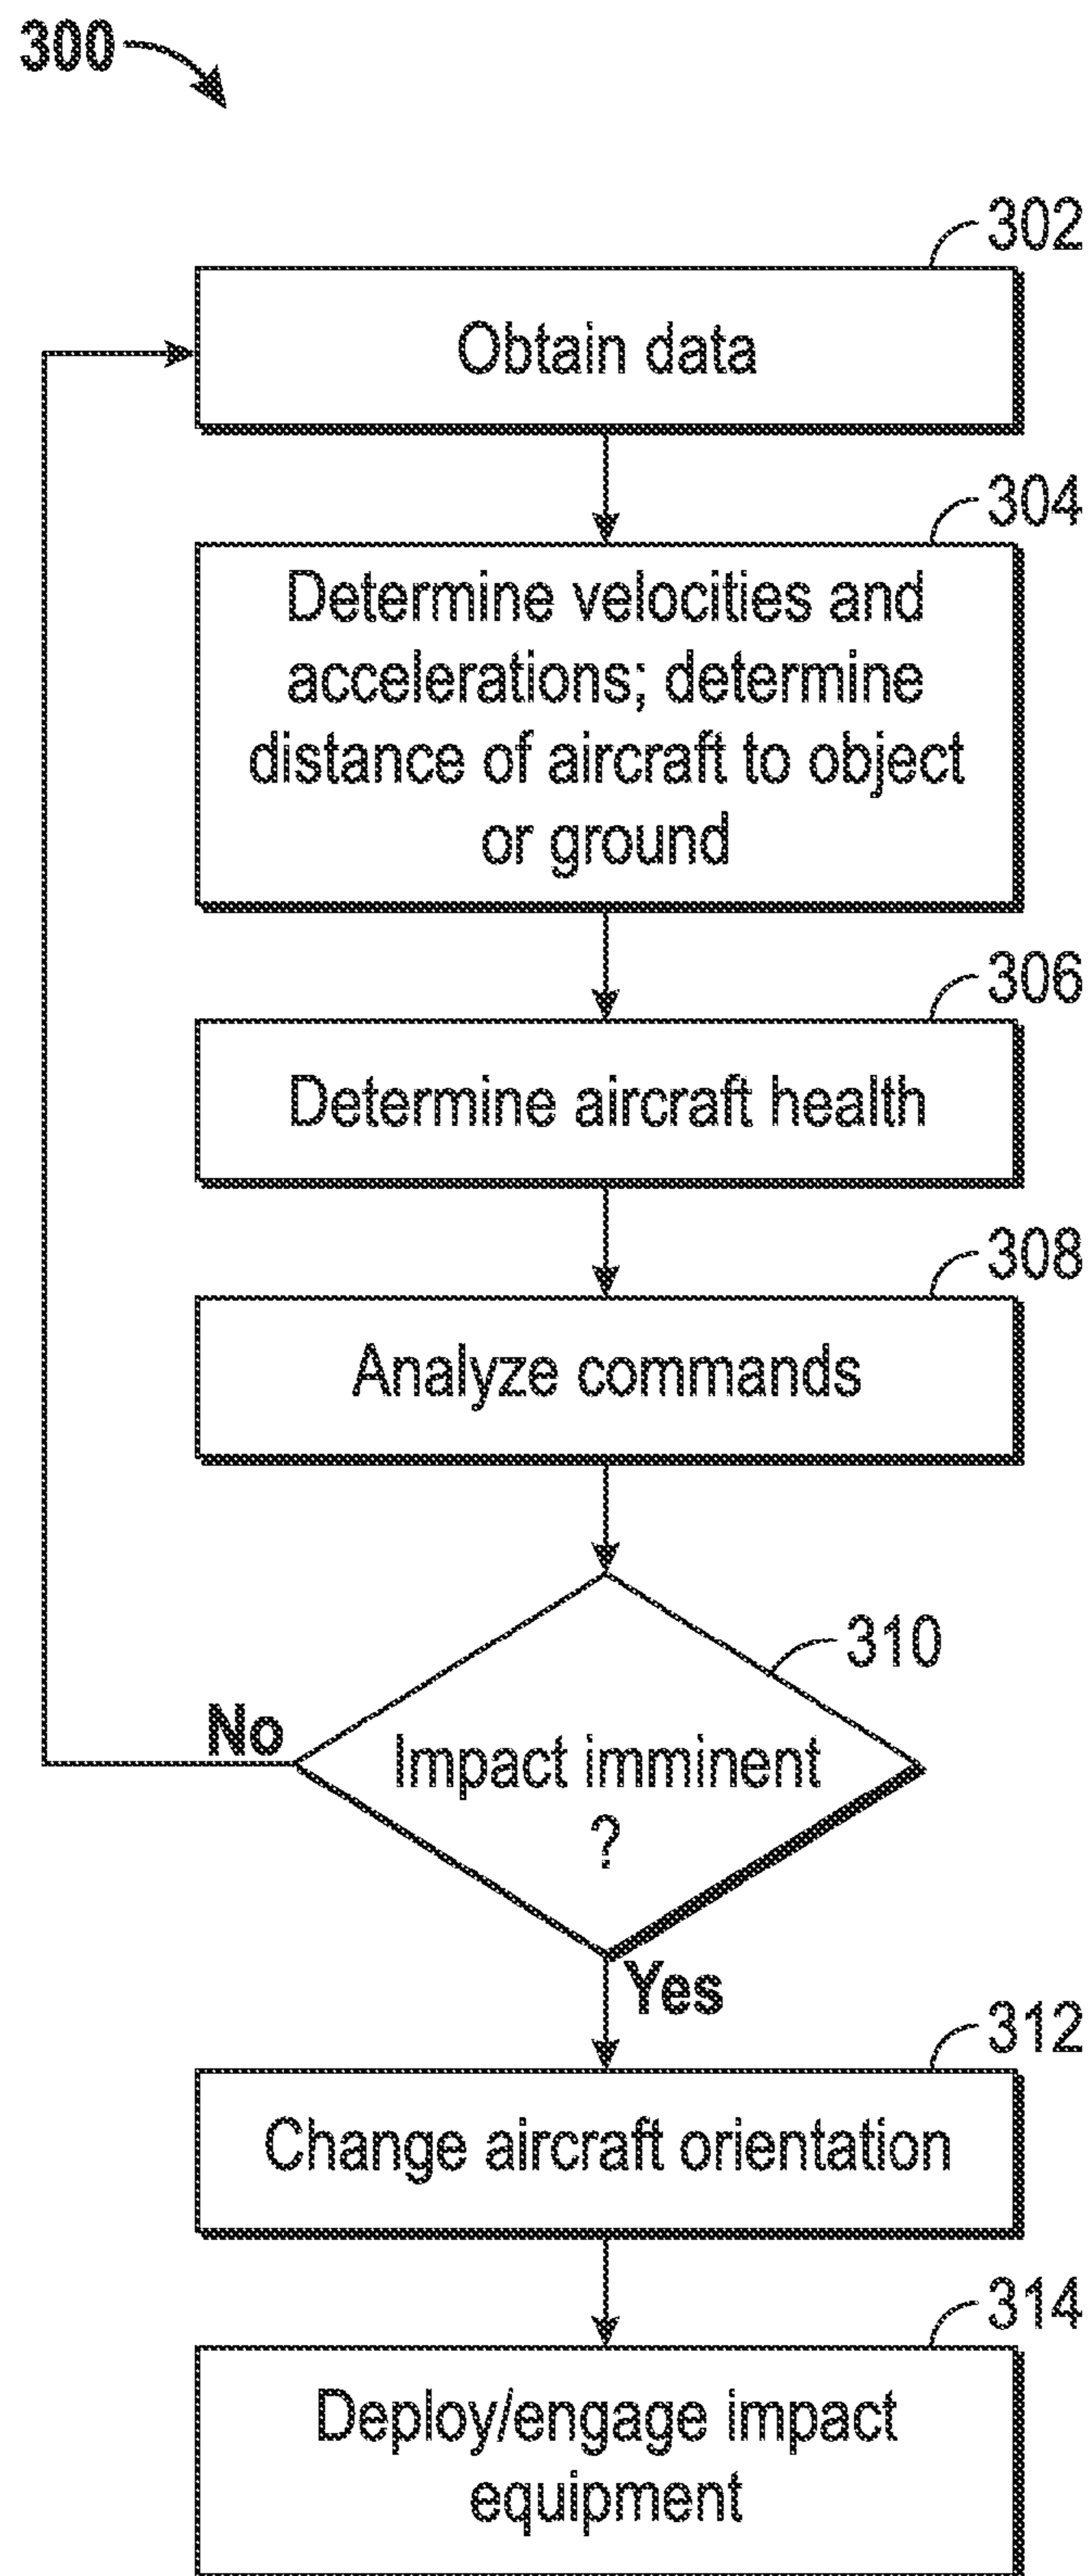 300
302
Obtain data
304
Determine velocities and
accelerations; determine
distance of aircraft to object
or ground
306
Determine aircraft health
308
Analyze commands
310
No
Impact imminent
?
Yes
312
Change aircraft orientation
314
Deploy/engage impact
equipment